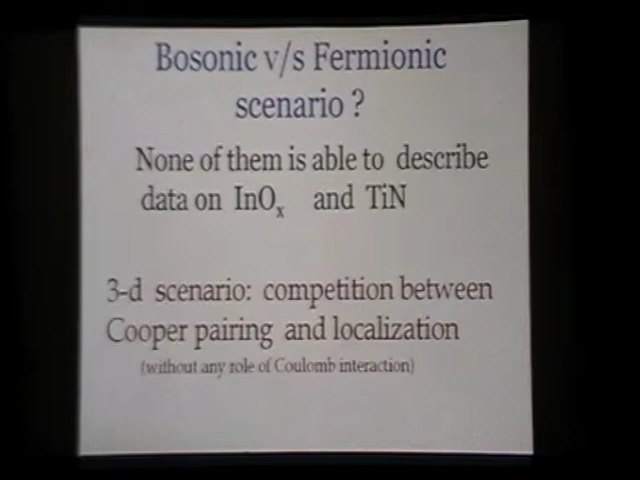 Bosonic v/s Fermionic
scenario ?
None of them is able to describe
data on InOx and TiN
3-d scenario: competition between
Cooper pairing and localization
(without any role of Coulomb interaction)